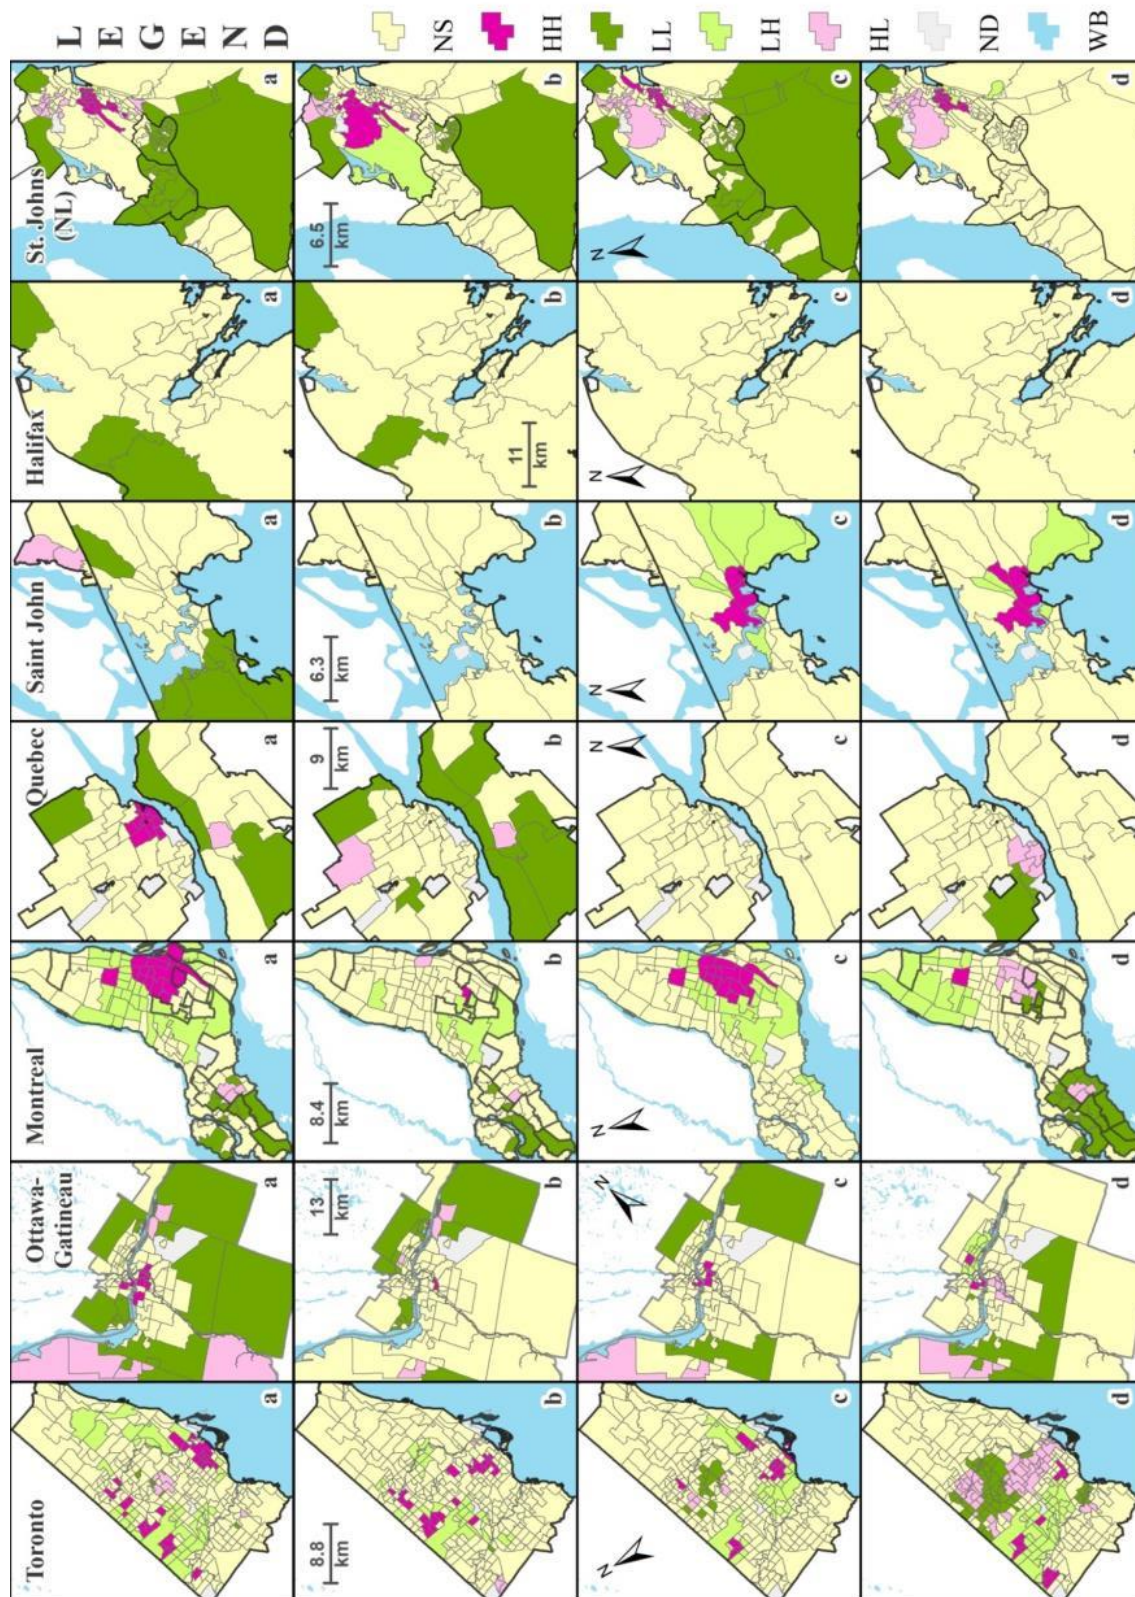 LEGEND
NS
HH
LL
LH
HL
ND
WB
St. Johns
(NL)
a
b
6.5
km
c
N
d
Halifax
a
b
11
km
c
N
d
Saint John
a
b
6.3
km
c
N
d
Quebec
a
b
9
km
c
N
d
Montreal
a
b
8.4
km
c
N
d
Ottawa-
Gatineau
a
b
13
km
c
N
d
Toronto
a
b
8.8
km
c
N
d